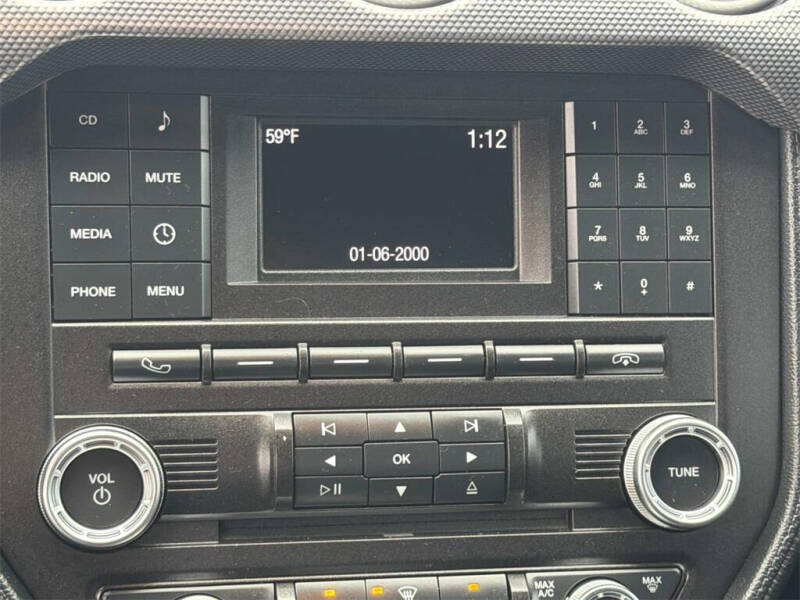 CD
RADIO MUTE
MEDIA
PHONE MENU
59°F 1:12
01-06-2000
1 2 ABC 3 DEF
4 GHI 5 JKL 6 MNO
7 PQRS 8 TUV 9 WXYZ
* 0 + #
OK
VOL
TUNE
MAX A/C
MAX